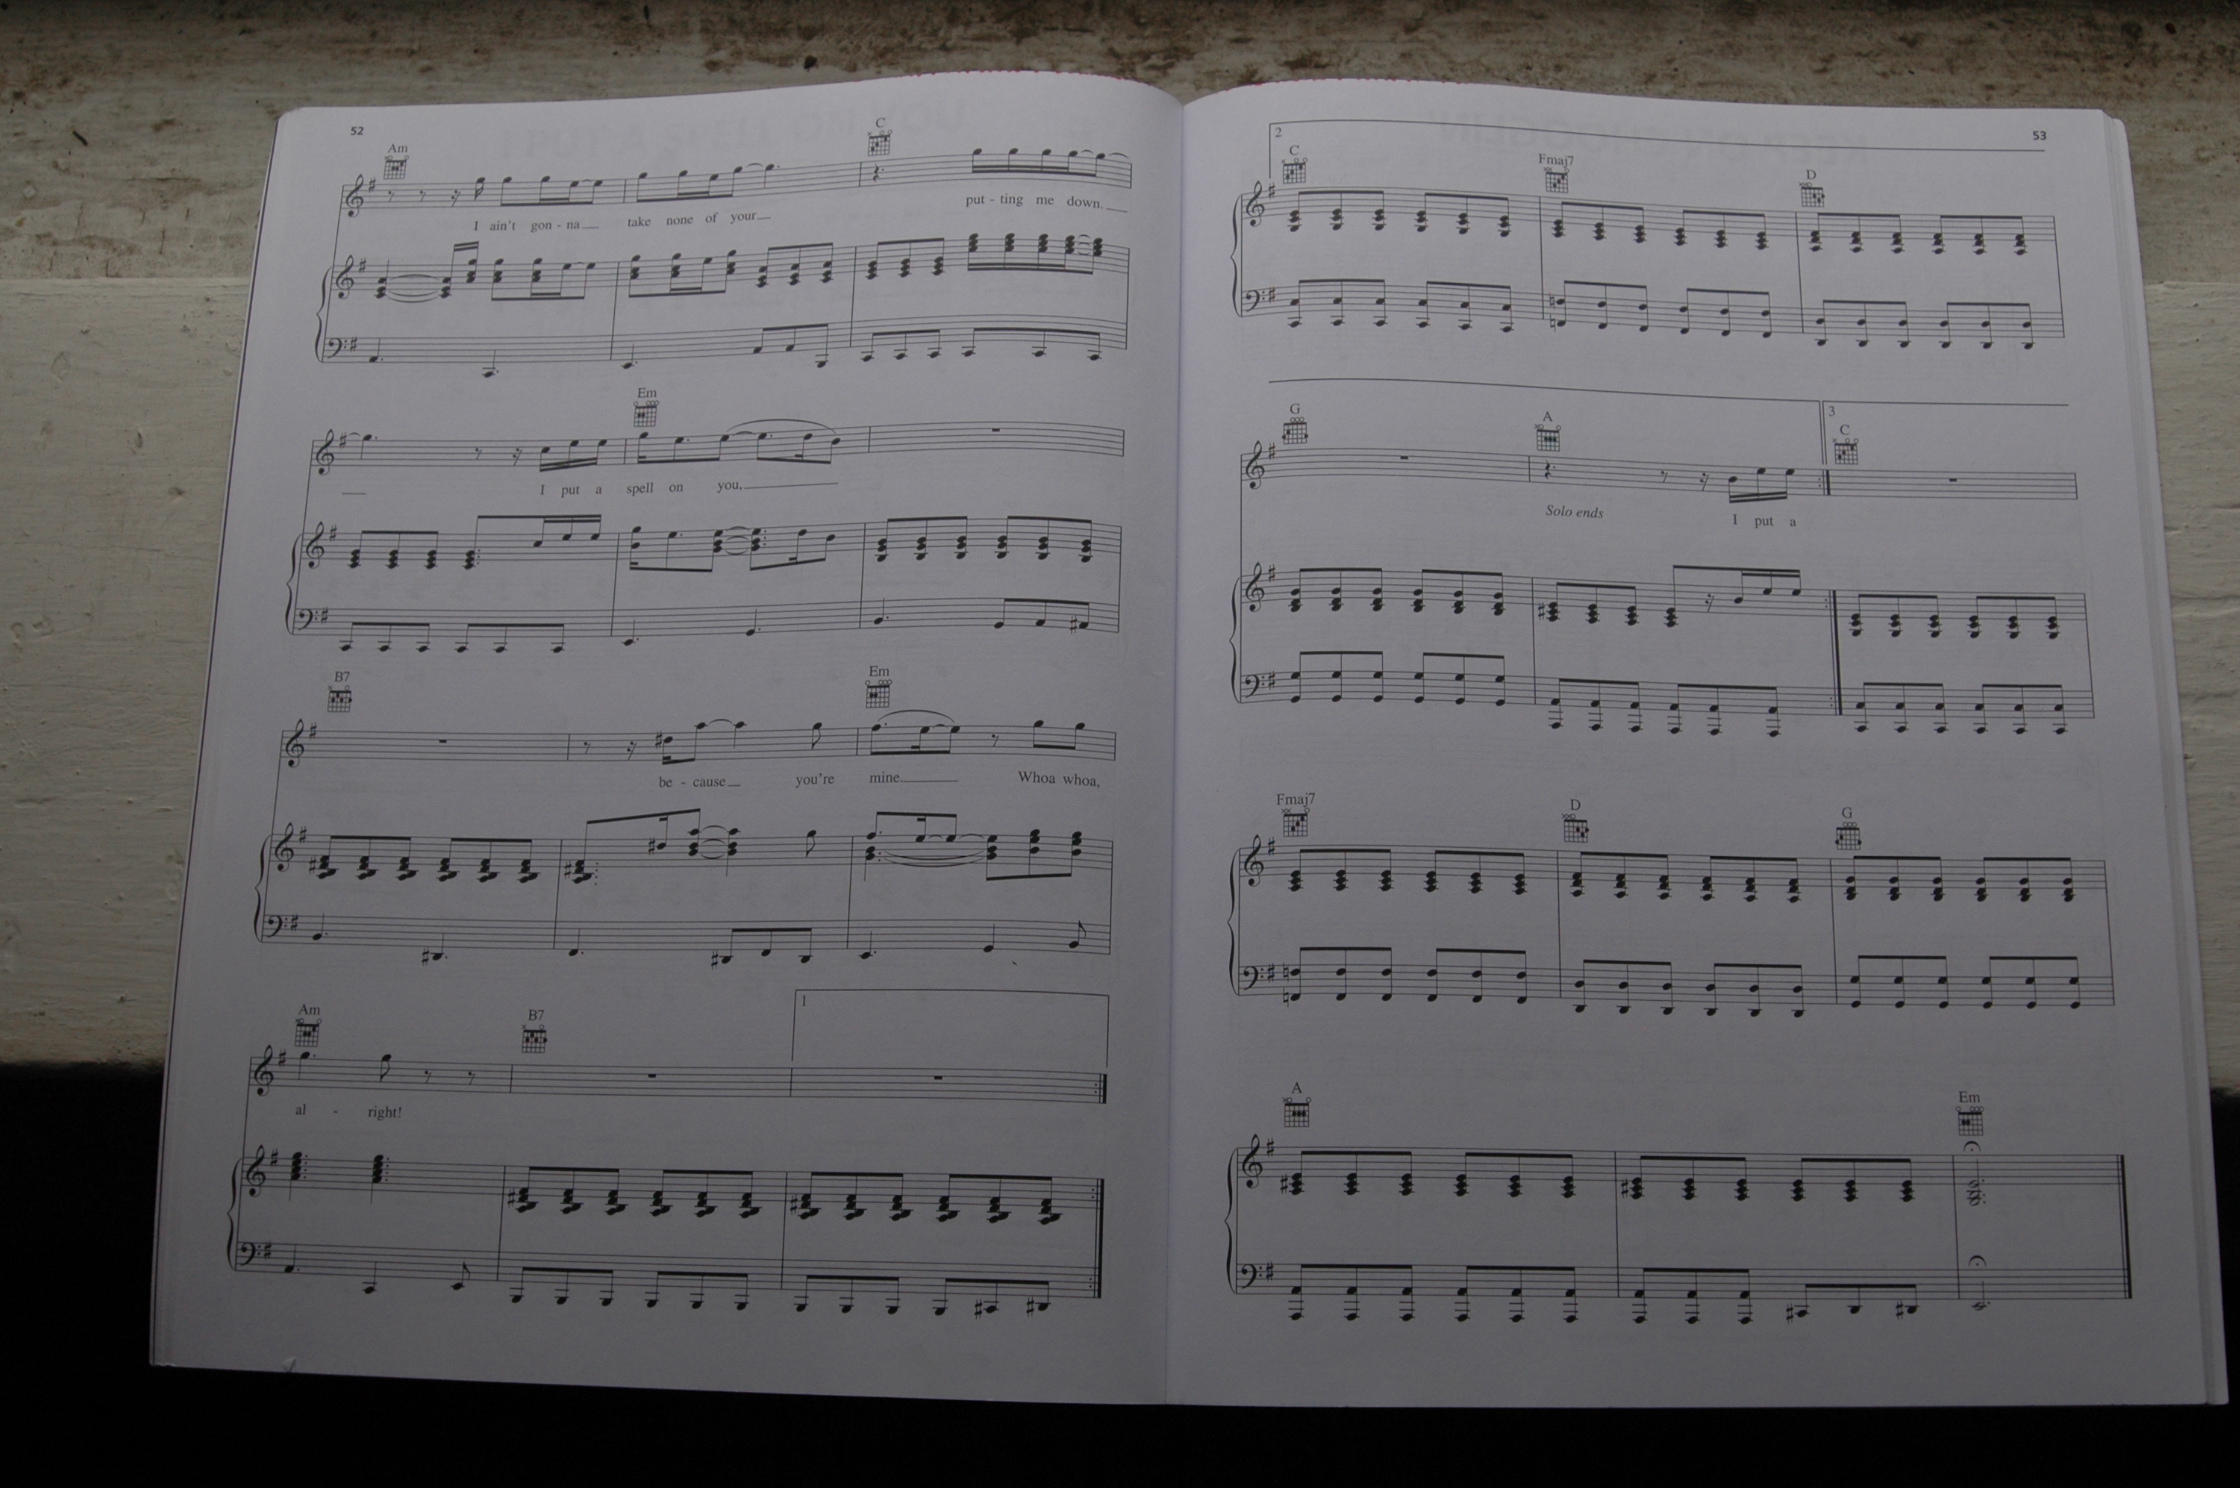 52
Am
C
I ain't gon - na take none of your put - ting me down.
Em
I put a spell on you,
B7
Em
be - cause you're mine. Whoa whoa,
Am
B7
1
al - right!
53
2
C
Fmaj7
D
G
A
3
C
Solo ends
I put a
Fmaj7
D
G
A
Em